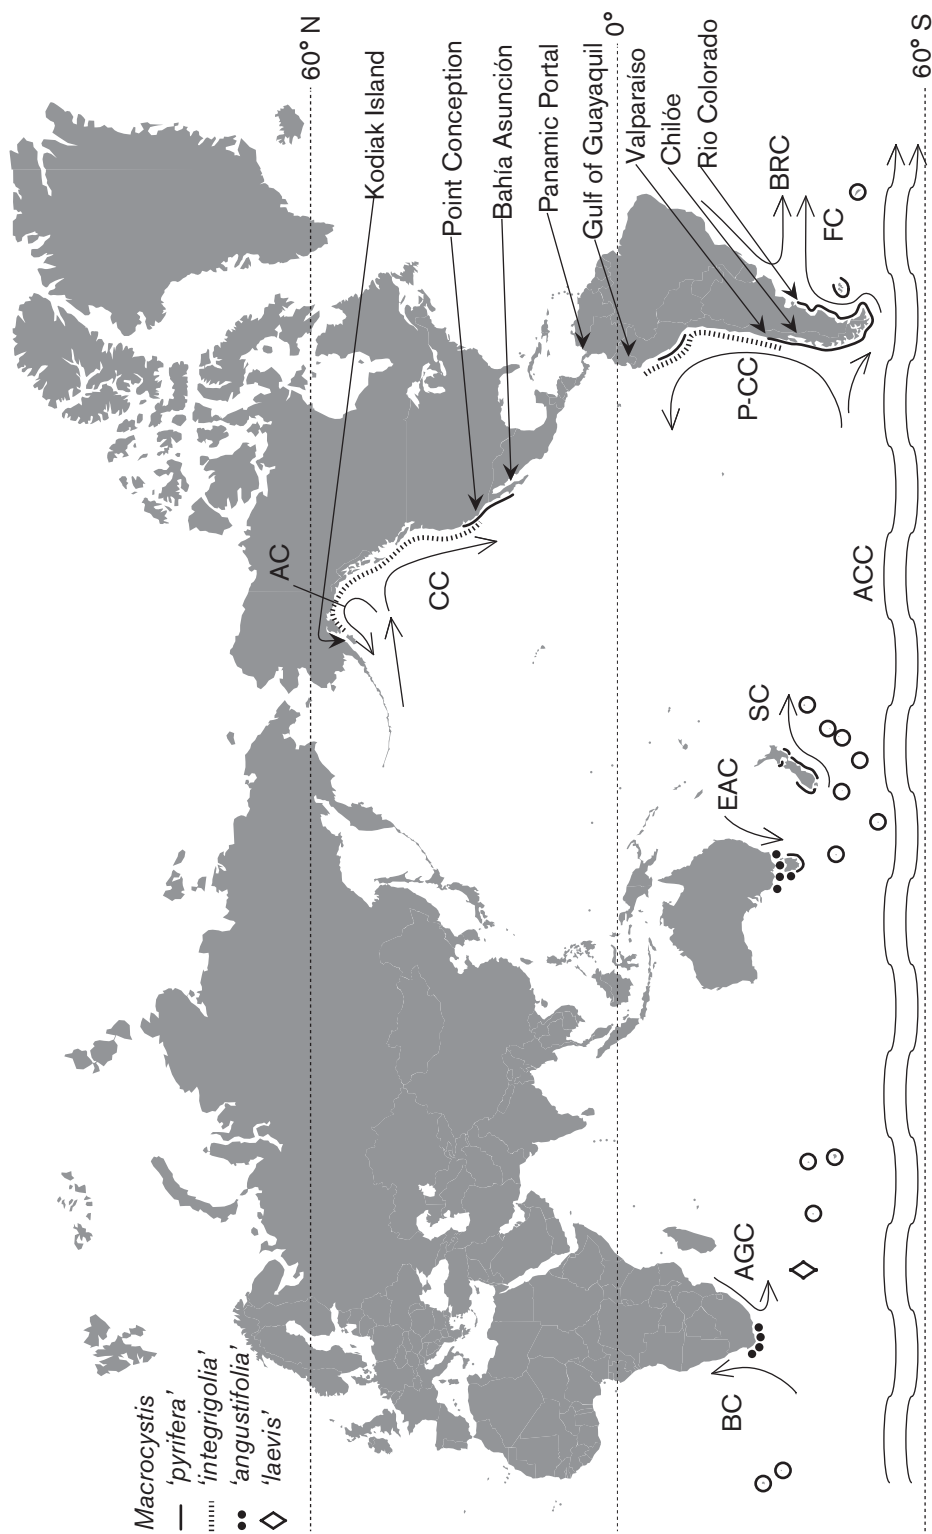 Macrocystis
‘pyrifera’
‘integrigolia’
‘angustifolia’
‘laevis’
60° N
Kodiak Island
Point Conception
Bahía Asunción
Panamic Portal
Gulf of Guayaquil
0°
Valparaíso
Chilóe
Rio Colorado
60° S
AC
CC
P-CC
BRC
FC
ACC
SC
EAC
AGC
BC